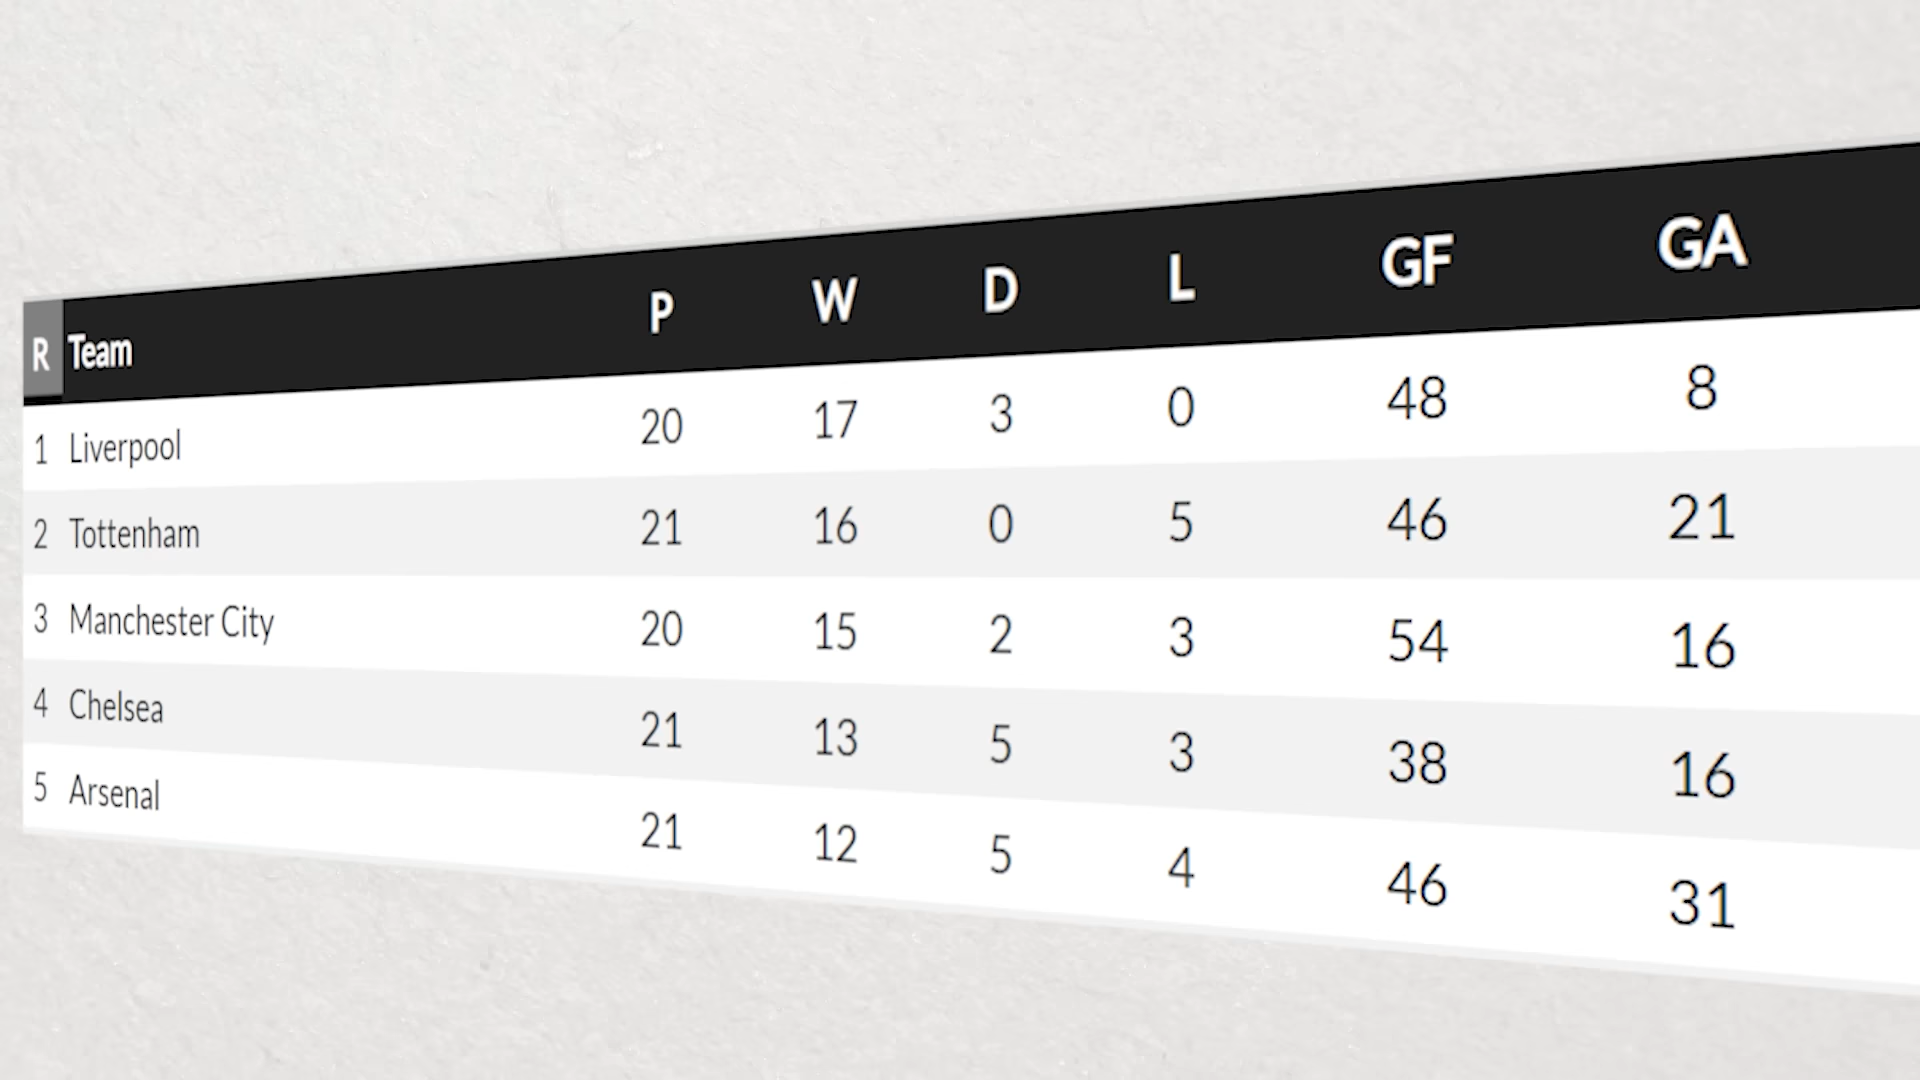 R Team P W D L GF GA
1 Liverpool 20 17 3 0 48 8
2 Tottenham 21 16 0 5 46 21
3 Manchester City 20 15 2 3 54 16
4 Chelsea 21 13 5 3 38 16
5 Arsenal 21 12 5 4 46 31